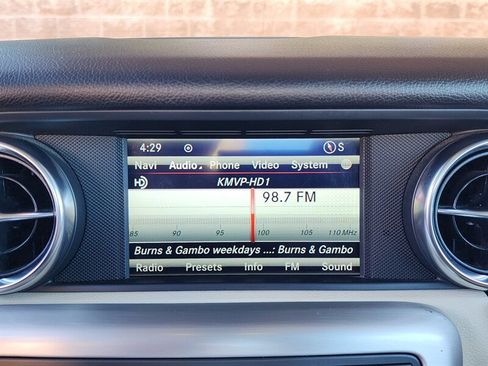 4:29 S
Navi Audio Phone Video System
HD KMVP-HD1
98.7 FM
85 90 95 100 105 110 MHz
Burns & Gambo weekdays ...: Burns & Gambo
Radio Presets Info FM Sound